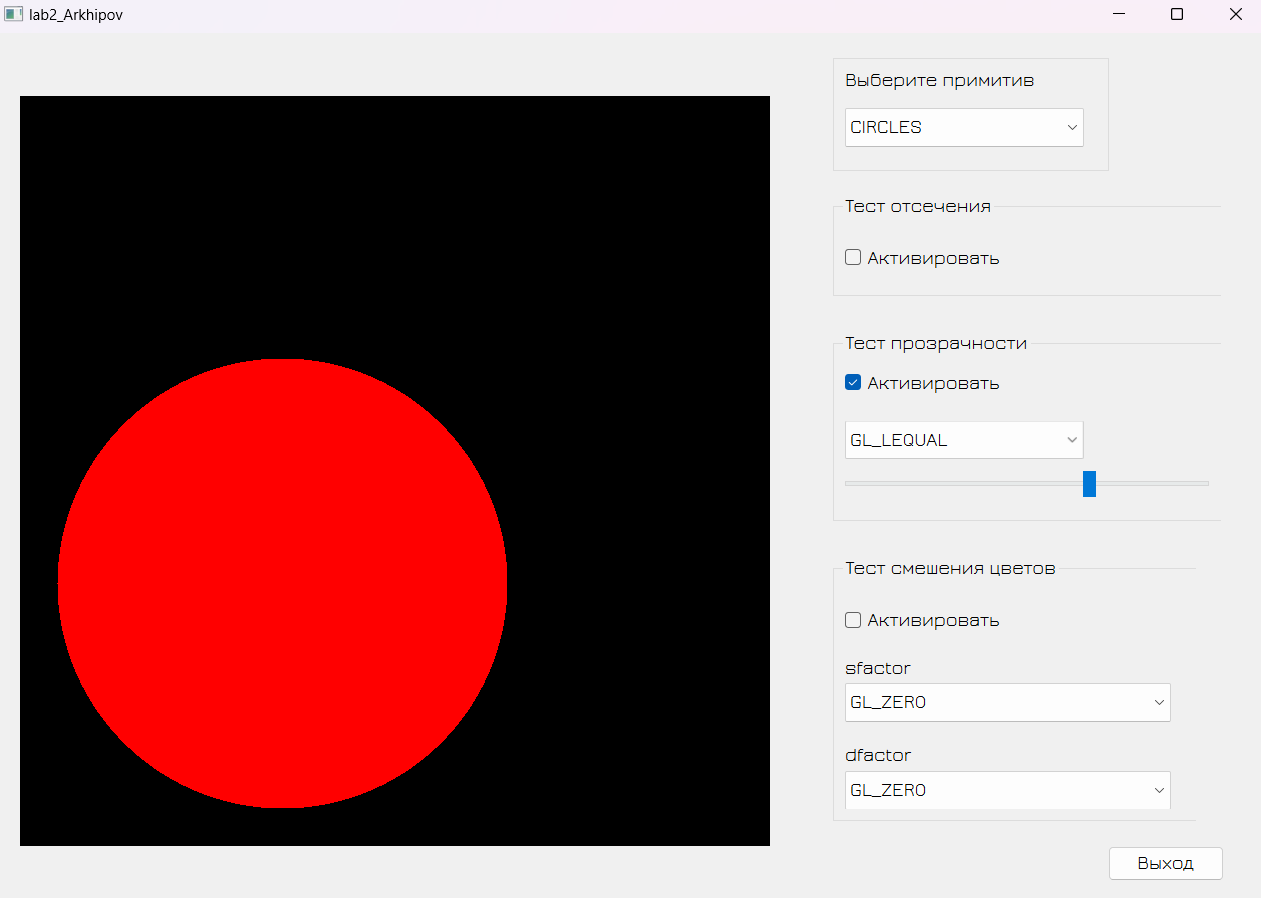 lab2_Arkhipov
Выберите примитив
CIRCLES
Тест отсечения
Активировать
Тест прозрачности
Активировать
GL_LEQUAL
Тест смешения цветов
Активировать
sfactor
GL_ZERO
dfactor
GL_ZERO
Выход